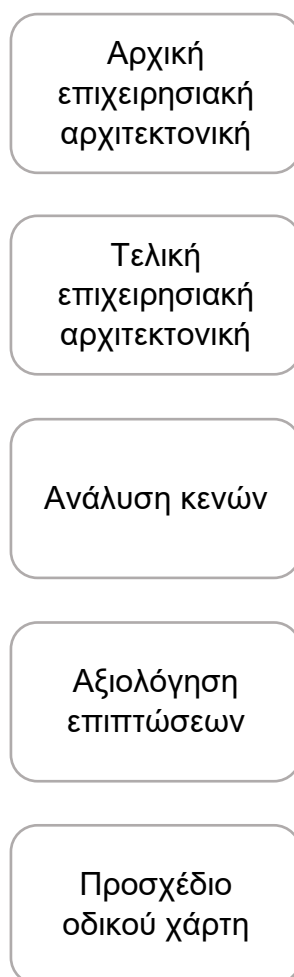 Αρχική
επιχειρησιακή
αρχιτεκτονική
Τελική
επιχειρησιακή
αρχιτεκτονική
Ανάλυση κενών
Αξιολόγηση
επιπτώσεων
Προσχέδιο
οδικού χάρτη